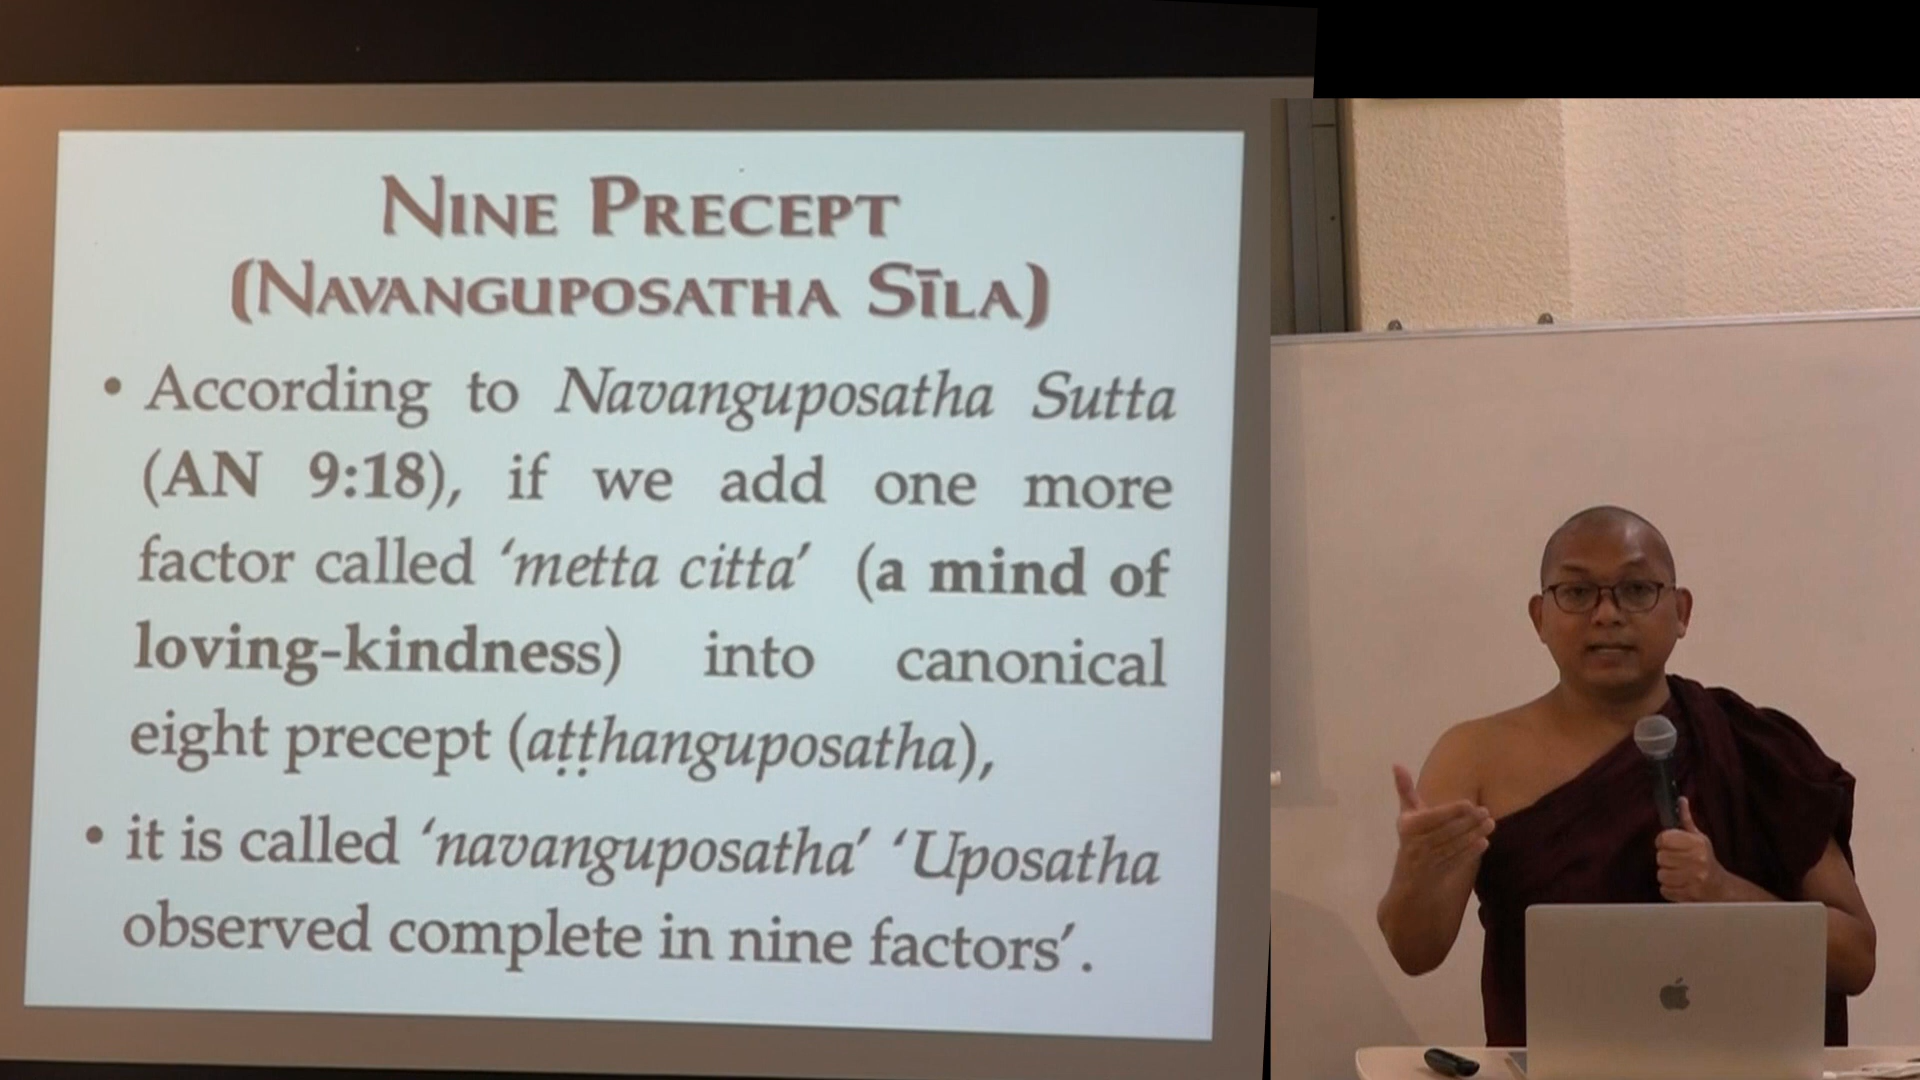 NINE PRECEPT
(NAVANGUPOSATHA SĪLA)
• According to Navanguposatha Sutta
(AN 9:18), if we add one more
factor called ‘metta citta’ (a mind of
loving-kindness) into canonical
eight precept (aṭṭhanguposatha),
• it is called ‘navanguposatha’ ‘Uposatha
observed complete in nine factors’.